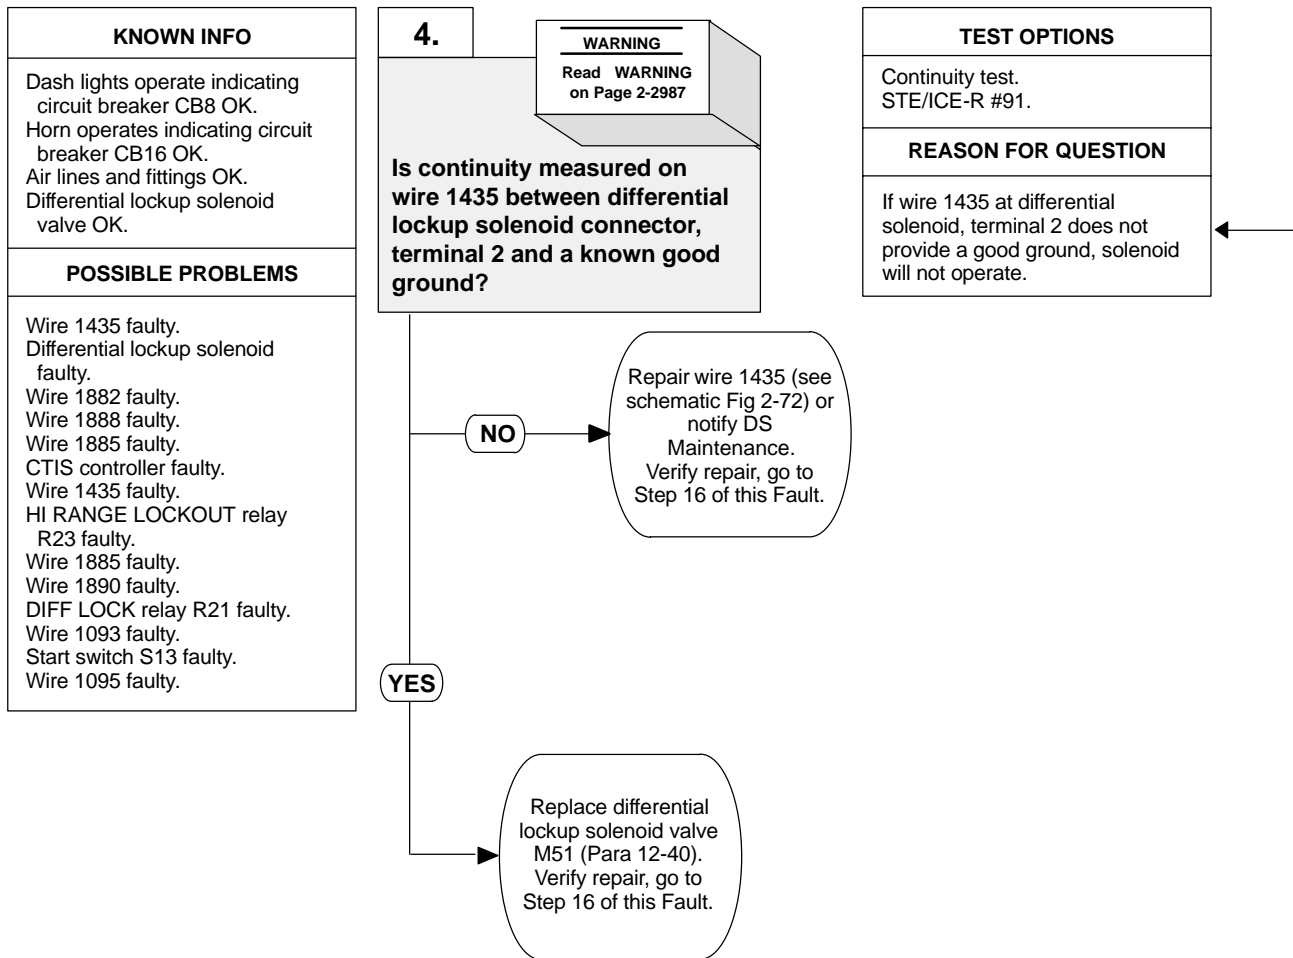 KNOWN INFO
Dash lights operate indicating
circuit breaker CB8 OK.
Horn operates indicating circuit
breaker CB16 OK.
Air lines and fittings OK.
Differential lockup solenoid
valve OK.
POSSIBLE PROBLEMS
Wire 1435 faulty.
Differential lockup solenoid
faulty.
Wire 1882 faulty.
Wire 1888 faulty.
Wire 1885 faulty.
CTIS controller faulty.
Wire 1435 faulty.
HI RANGE LOCKOUT relay
R23 faulty.
Wire 1885 faulty.
Wire 1890 faulty.
DIFF LOCK relay R21 faulty.
Wire 1093 faulty.
Start switch S13 faulty.
Wire 1095 faulty.
4.
WARNING
Read WARNING
on Page 2-2987
Is continuity measured on
wire 1435 between differential
lockup solenoid connector,
terminal 2 and a known good
ground?
NO
Repair wire 1435 (see
schematic Fig 2-72) or
notify DS
Maintenance.
Verify repair, go to
Step 16 of this Fault.
YES
Replace differential
lockup solenoid valve
M51 (Para 12-40).
Verify repair, go to
Step 16 of this Fault.
TEST OPTIONS
Continuity test.
STE/ICE-R #91.
REASON FOR QUESTION
If wire 1435 at differential
solenoid, terminal 2 does not
provide a good ground, solenoid
will not operate.